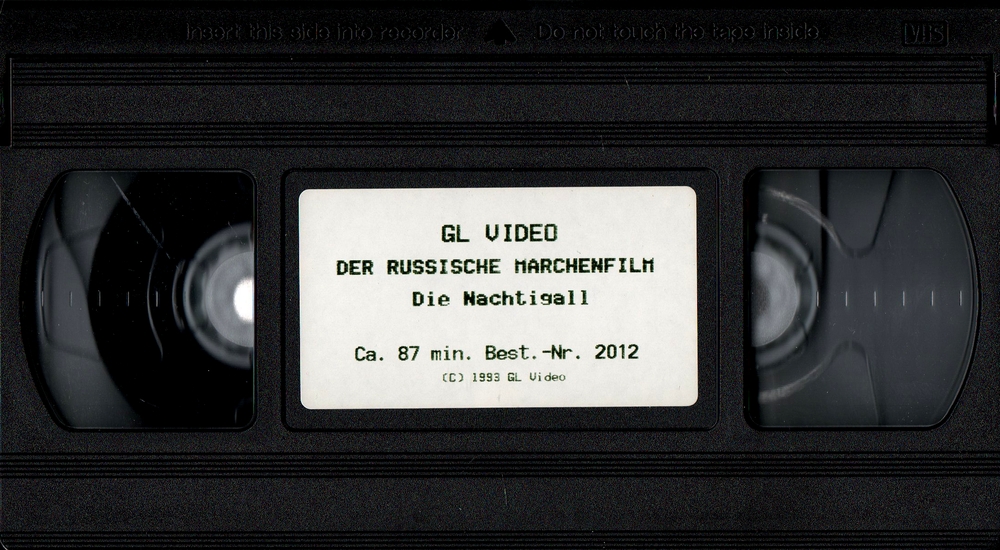 Insert this side into recorder Do not touch the tape inside VHS
GL VIDEO
DER RUSSISCHE MARCHENFILM
Die Nachtigall
Ca. 87 min. Best.-Nr. 2012
(C) 1993 GL Video